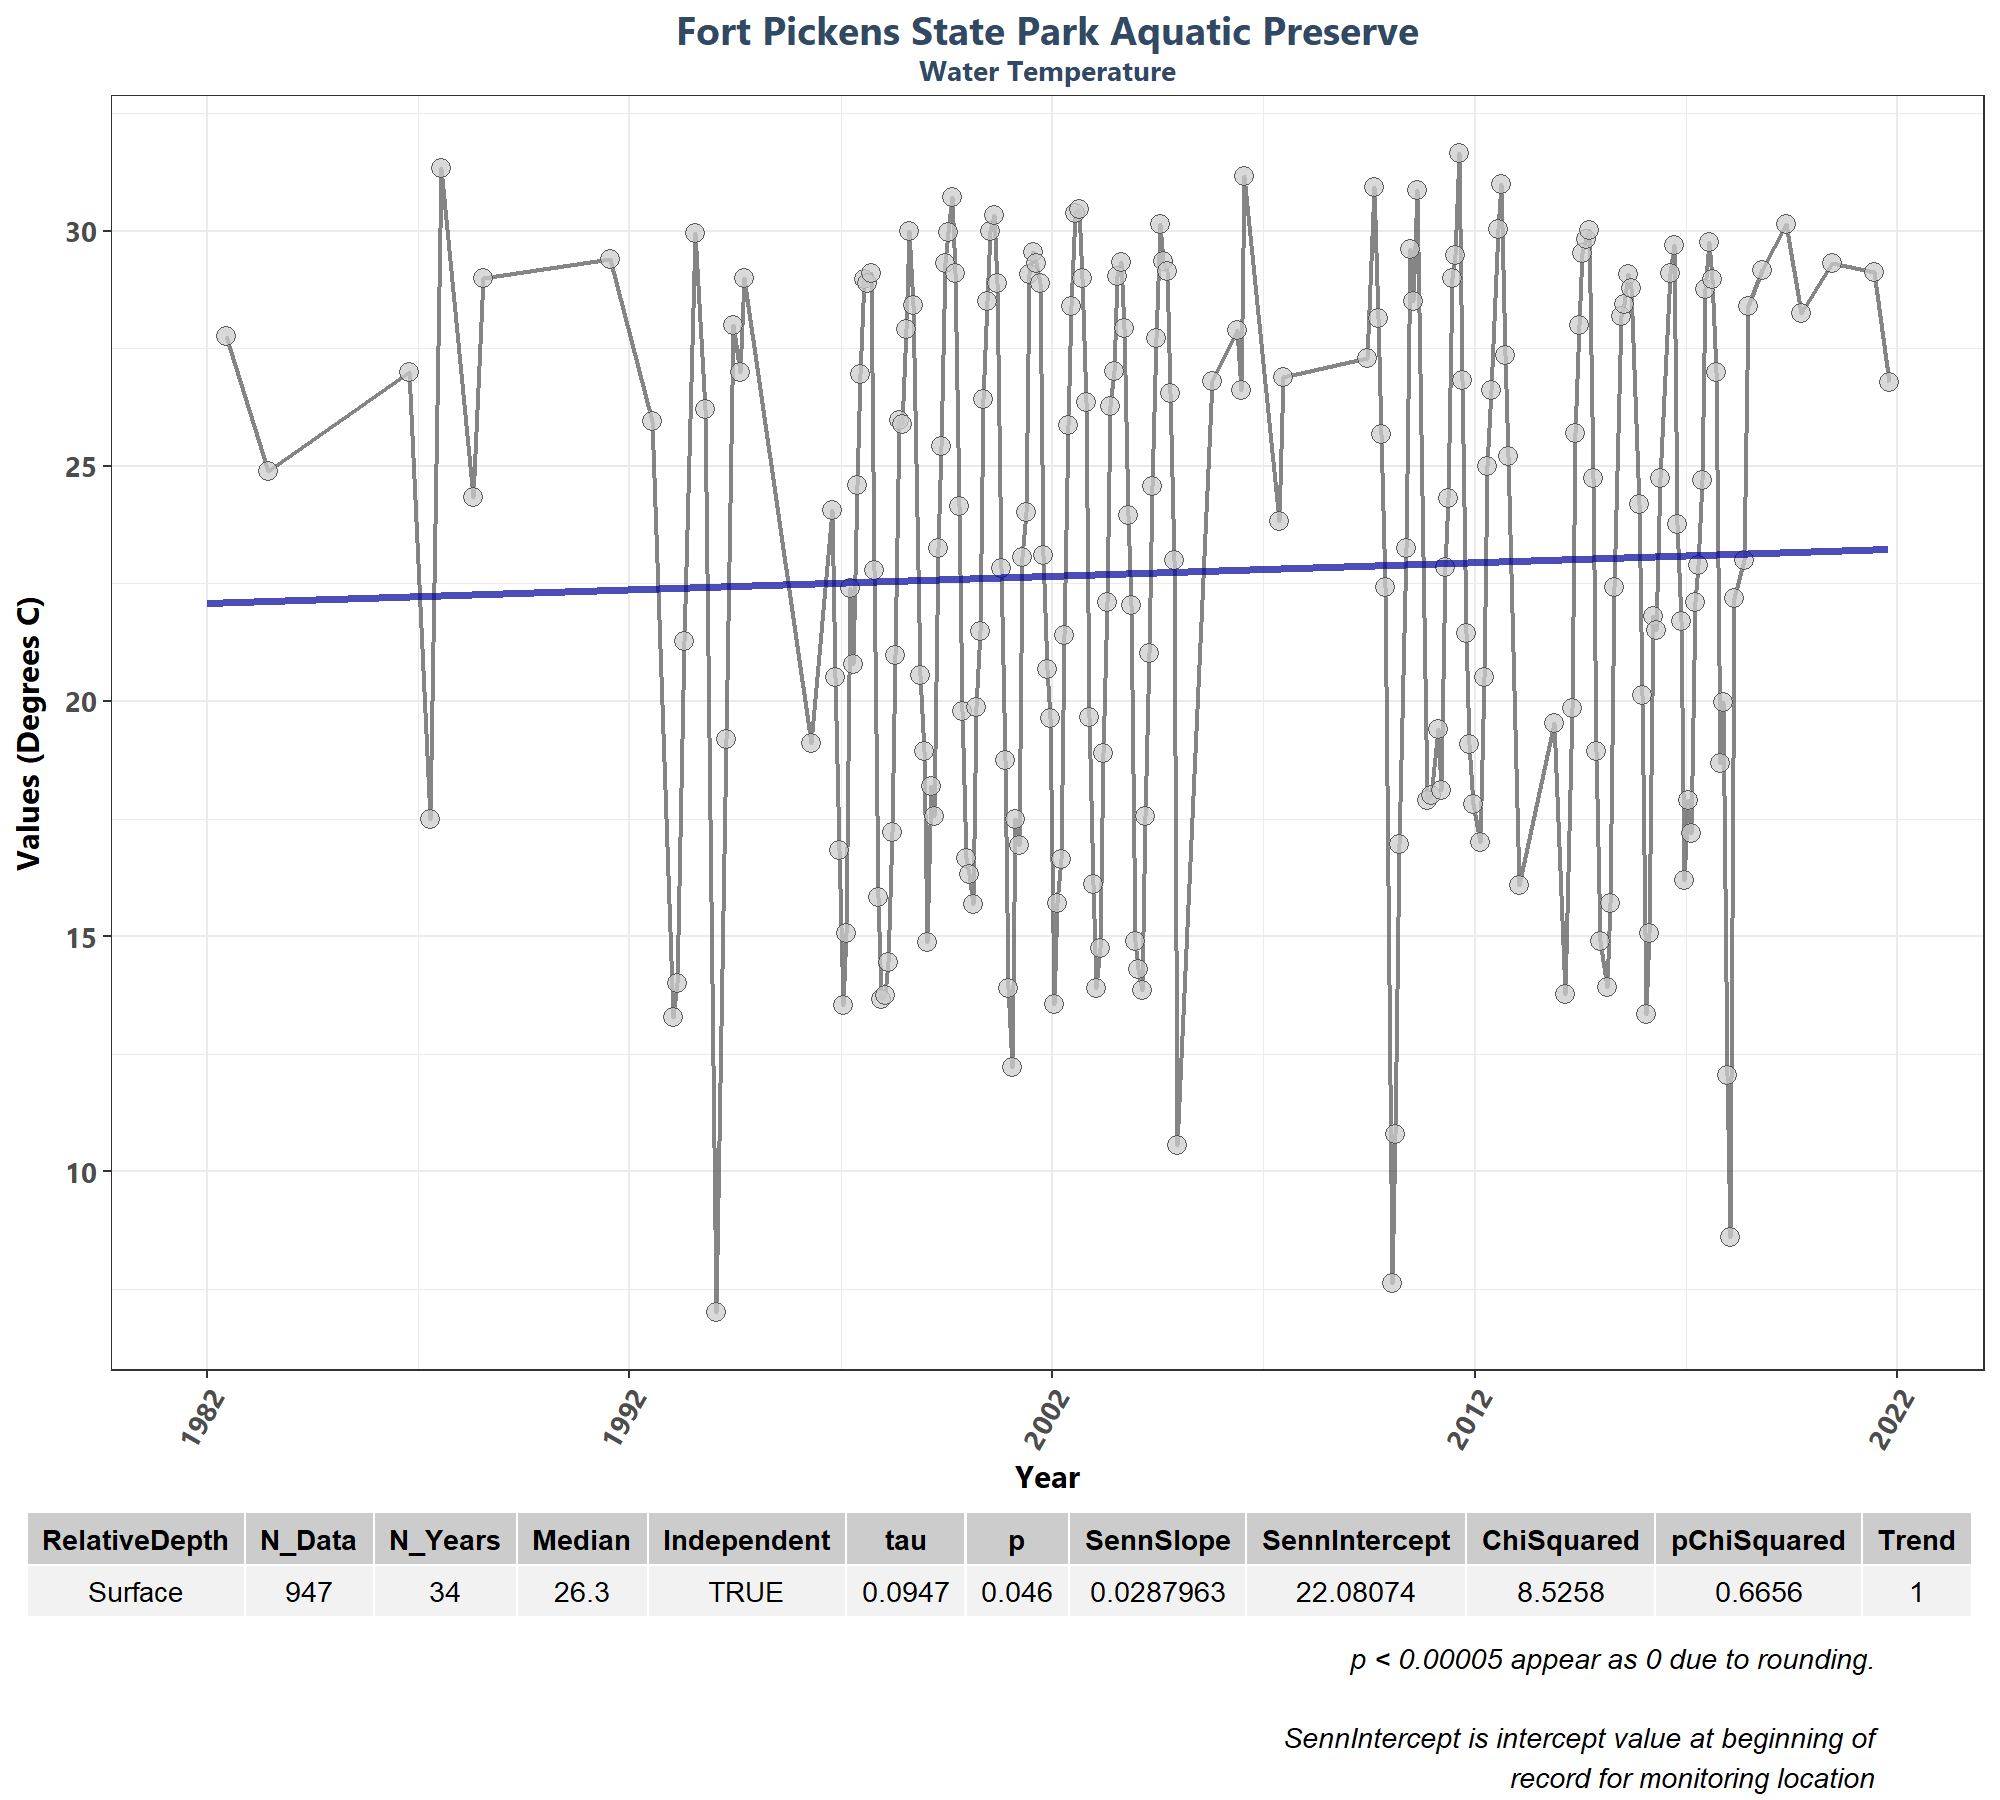 Fort Pickens State Park Aquatic Preserve
Water Temperature
Values (Degrees C)
30
25
20
15
10
1982 1992 2002 2012 2022
Year
RelativeDepth N_Data N_Years Median Independent tau p SennSlope SennIntercept ChiSquared pChiSquared Trend
Surface 947 34 26.3 TRUE 0.0947 0.046 0.0287963 22.08074 8.5258 0.6656 1
p < 0.00005 appear as 0 due to rounding.
SennIntercept is intercept value at beginning of
record for monitoring location